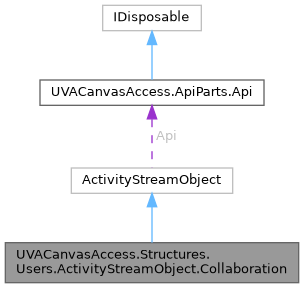 IDisposable
UVACanvasAccess.ApiParts.Api
Api
ActivityStreamObject
UVACanvasAccess.Structures.
Users.ActivityStreamObject.Collaboration